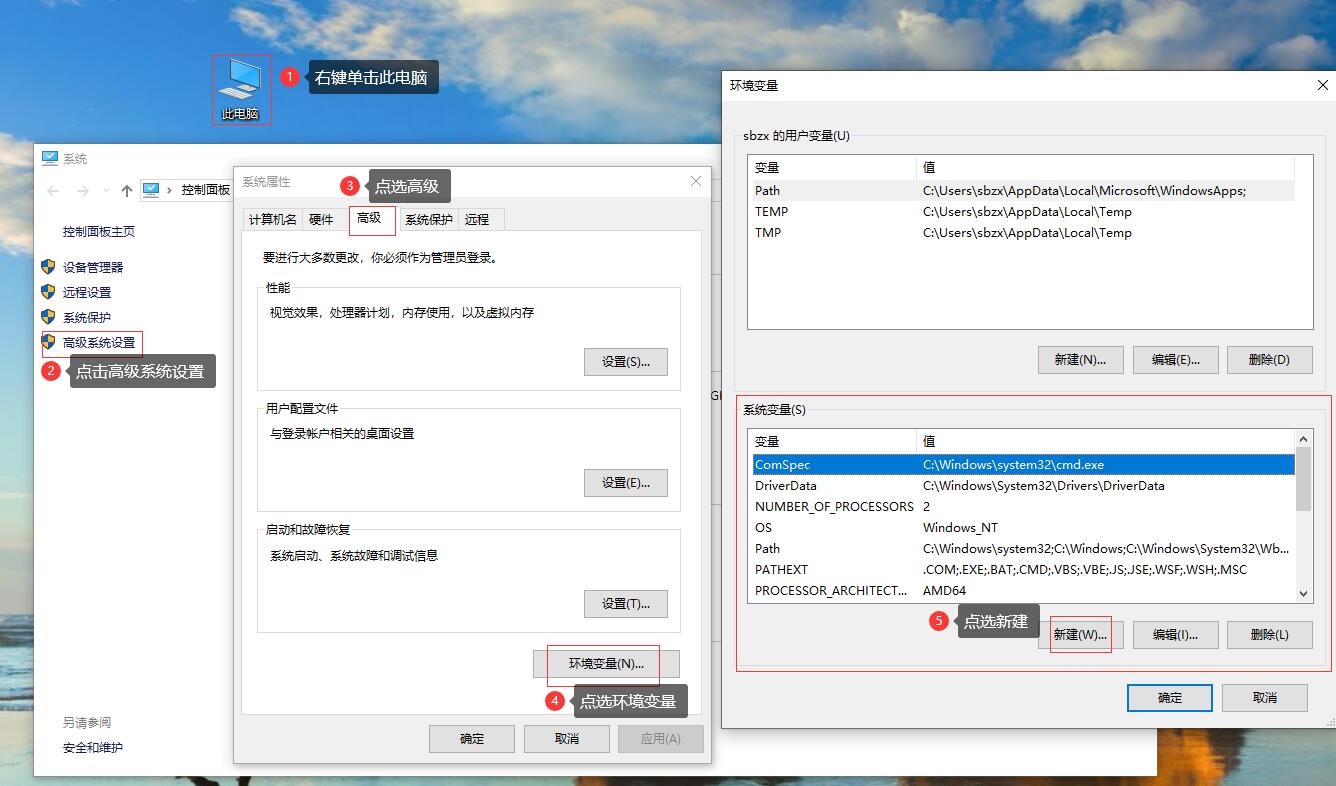 此电脑
1 右键单击此电脑
系统
控制面板
控制面板主页
设备管理器
远程设置
系统保护
高级系统设置
2 点击高级系统设置
另请参阅
安全和维护
系统属性
3 点选高级
计算机名 硬件 高级 系统保护 远程
要进行大多数更改，你必须作为管理员登录。
性能
视觉效果，处理器计划，内存使用，以及虚拟内存
设置(S)...
用户配置文件
与登录帐户相关的桌面设置
设置(E)...
启动和故障恢复
系统启动、系统故障和调试信息
设置(T)...
环境变量(N)...
4 点选环境变量
确定 取消 应用(A)
环境变量
sbzx 的用户变量(U)
变量 值
Path C:\Users\sbzx\AppData\Local\Microsoft\WindowsApps;
TEMP C:\Users\sbzx\AppData\Local\Temp
TMP C:\Users\sbzx\AppData\Local\Temp
新建(N)... 编辑(E)... 删除(D)
系统变量(S)
变量 值
ComSpec C:\Windows\system32\cmd.exe
DriverData C:\Windows\System32\Drivers\DriverData
NUMBER_OF_PROCESSORS 2
OS Windows_NT
Path C:\Windows\system32;C:\Windows;C:\Windows\System32\Wb...
PATHEXT .COM;.EXE;.BAT;.CMD;.VBS;.VBE;.JS;.JSE;.WSF;.WSH;.MSC
PROCESSOR_ARCHITECT... AMD64
5 点选新建
新建(W)... 编辑(I)... 删除(L)
确定 取消